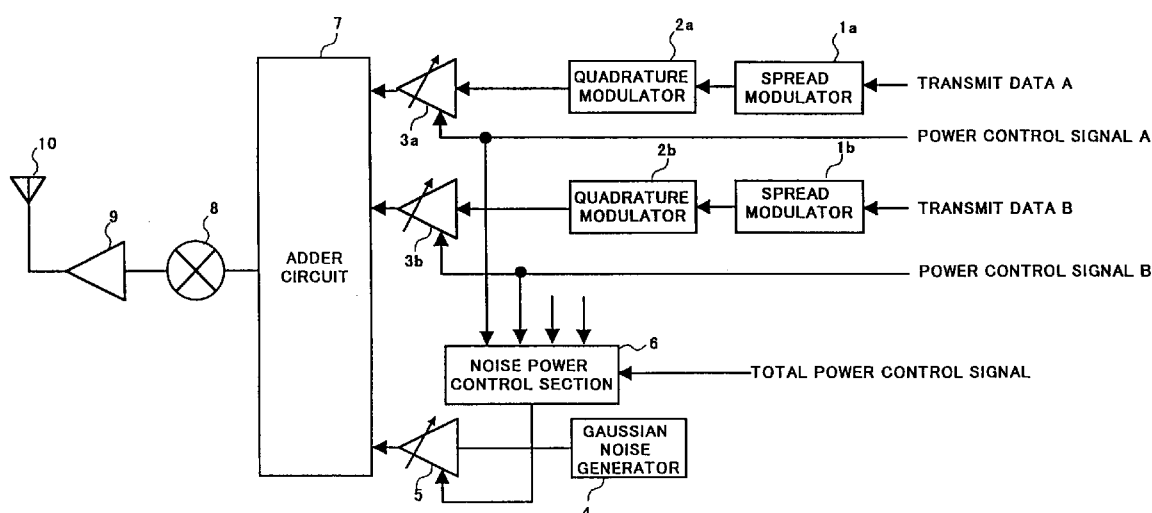 7
2a
1a
QUADRATURE
MODULATOR
SPREAD
MODULATOR
TRANSMIT DATA A
3a
POWER CONTROL SIGNAL A
10
2b
1b
9
8
ADDER
CIRCUIT
QUADRATURE
MODULATOR
SPREAD
MODULATOR
TRANSMIT DATA B
3b
POWER CONTROL SIGNAL B
6
NOISE POWER
CONTROL SECTION
TOTAL POWER CONTROL SIGNAL
GAUSSIAN
NOISE
GENERATOR
5
4